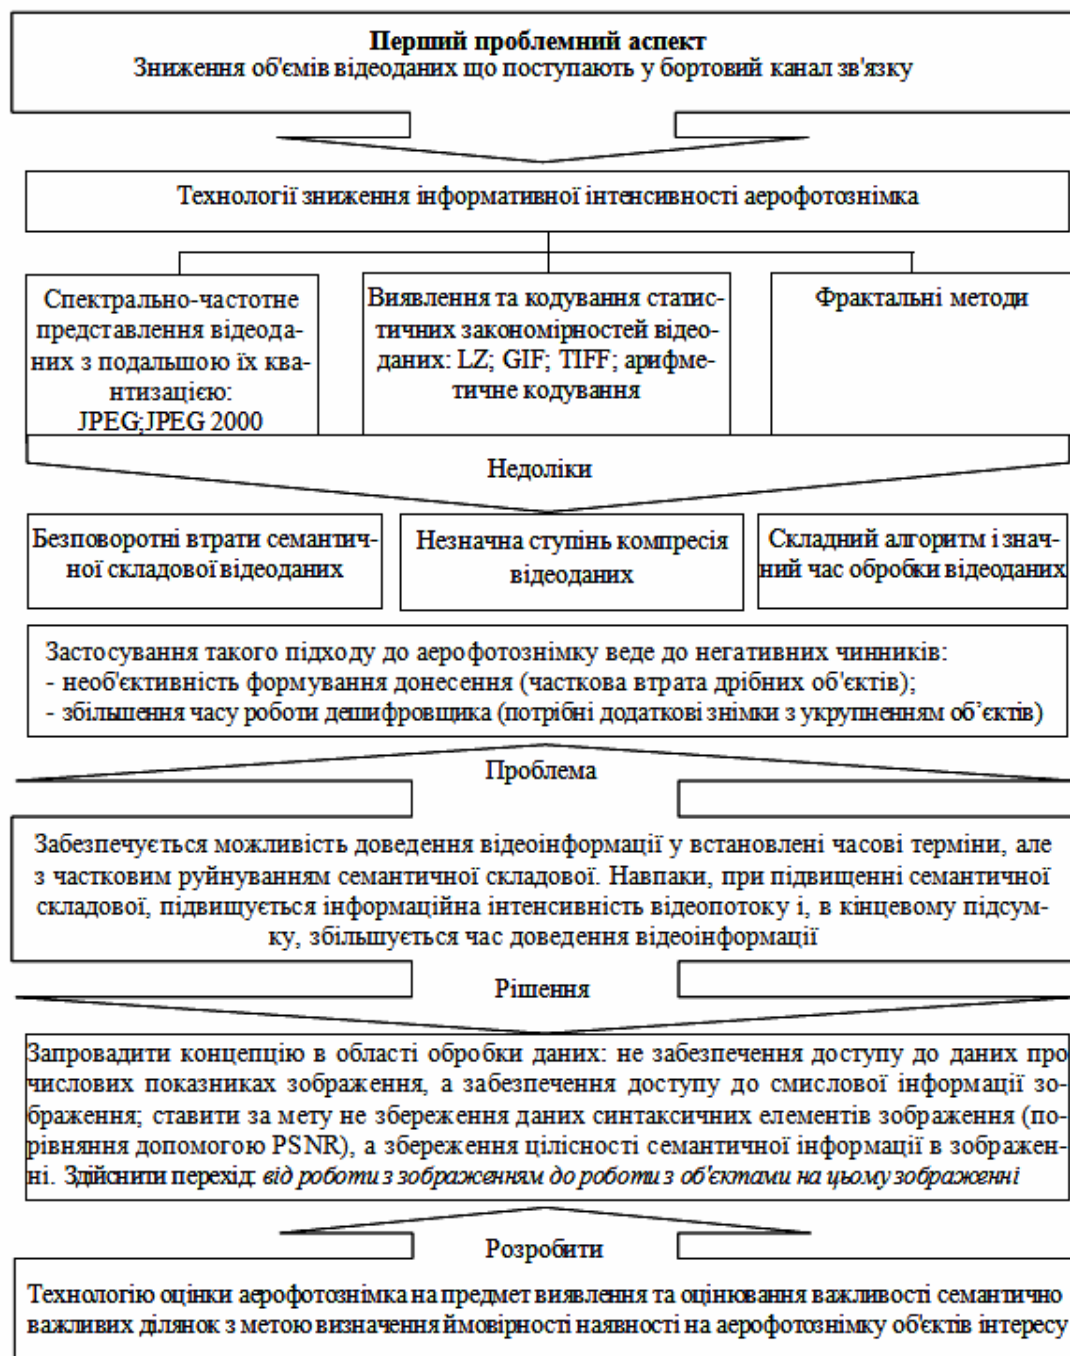 Перший проблемний аспект
Зниження об'ємів відеоданих що поступають у бортовий канал зв'язку
Технології зниження інформативної інтенсивності аерофотознімка
Спектрально-частотне
представлення відеода-
них з подальшою їх ква-
нтизацією:
JPEG;JPEG 2000
Виявлення та кодування статис-
тичних закономірностей відео-
даних: LZ; GIF; TIFF; арифме-
тичне кодування
Фрактальні методи
Недоліки
Безповоротні втрати семантич-
ної складової відеоданих
Незначна ступінь компресія
відеоданих
Складний алгоритм і знач-
ний час обробки відеоданих
Застосування такого підходу до аерофотознімку веде до негативних чинників:
- необ'єктивність формування донесення (часткова втрата дрібних об'єктів);
- збільшення часу роботи дешифровщика (потрібні додаткові знімки з укрупненням об’єктів)
Проблема
Забезпечується можливість доведення відеоінформації у встановлені часові терміни, але
з частковим руйнуванням семантичної складової. Навпаки, при підвищенні семантичної
складової, підвищується інформаційна інтенсивність відеопотоку і, в кінцевому підсум-
ку, збільшується час доведення відеоінформації
Рішення
Запровадити концепцію в області обробки даних: не забезпечення доступу до даних про
числових показниках зображення, а забезпечення доступу до смислової інформації зо-
браження; ставити за мету не збереження даних синтаксичних елементів зображення (по-
рівняння допомогою PSNR), а збереження цілісності семантичної інформації в зображен-
ні. Здійснити перехід: від роботи з зображенням до роботи з об'єктами на цьому зображенні
Розробити
Технологію оцінки аерофотознімка на предмет виявлення та оцінювання важливості семантично
важливих ділянок з метою визначення ймовірності наявності на аерофотознімку об'єктів інтересу